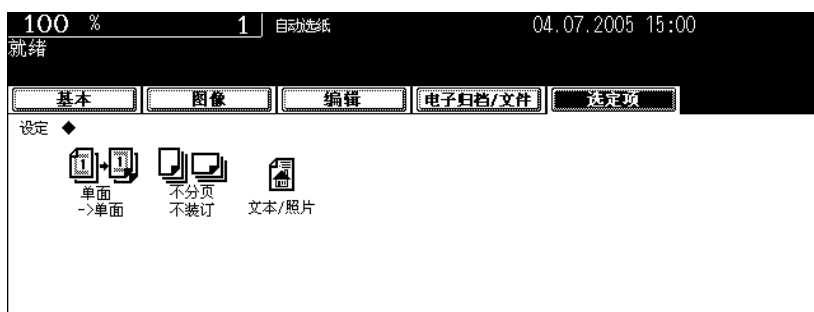 100 % 1 自动选纸 04.07.2005 15:00
就绪
基本 图像 编辑 电子归档/文件 选定项
设定 ◆
1 1
单面 不分页 文本/照片
->单面 不装订